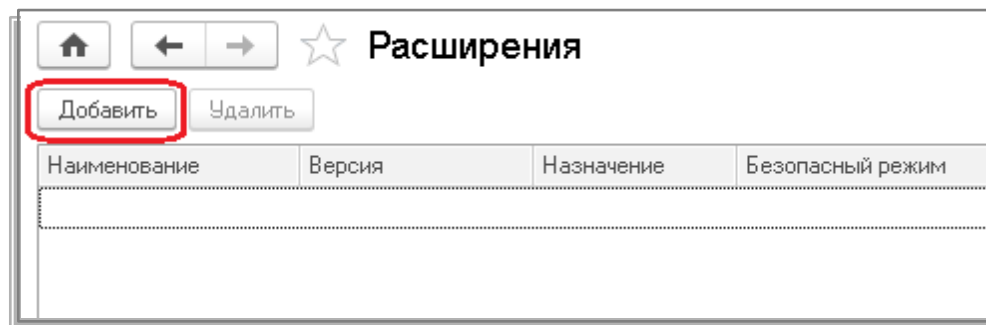 Расширения
Добавить Удалить
Наименование Версия Назначение Безопасный режим